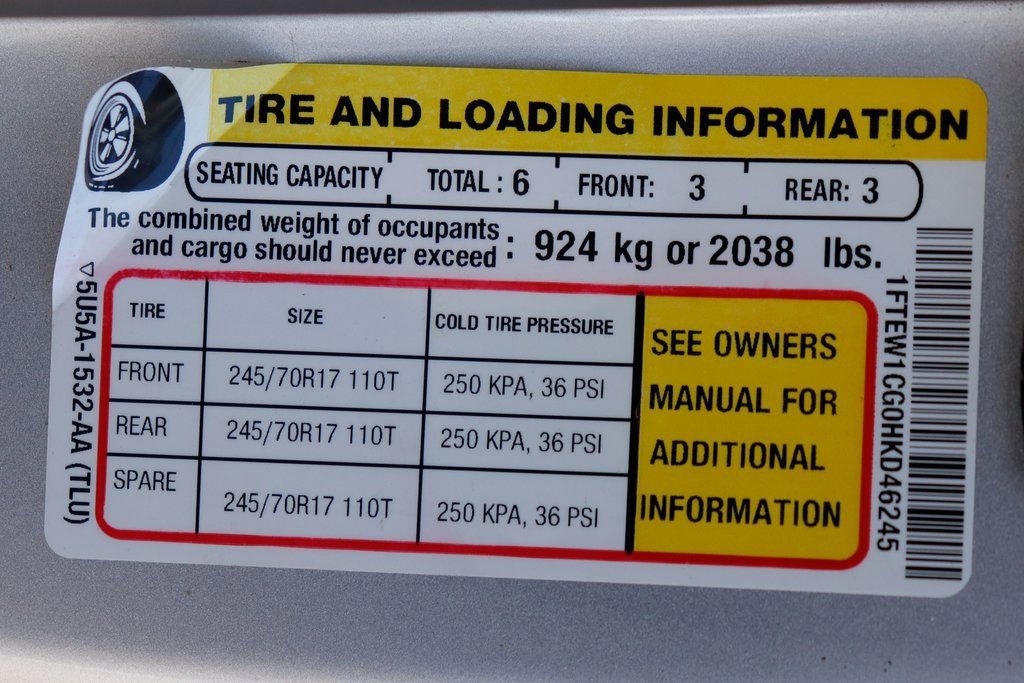 TIRE AND LOADING INFORMATION
SEATING CAPACITY TOTAL : 6 FRONT: 3 REAR: 3
The combined weight of occupants
and cargo should never exceed : 924 kg or 2038 lbs.
TIRE SIZE COLD TIRE PRESSURE
FRONT 245/70R17 110T 250 KPA, 36 PSI
REAR 245/70R17 110T 250 KPA, 36 PSI
SPARE 245/70R17 110T 250 KPA, 36 PSI
SEE OWNERS
MANUAL FOR
ADDITIONAL
INFORMATION
▽5U5A-1532-AA (TLU)
1FTEW1CG0HKD46245